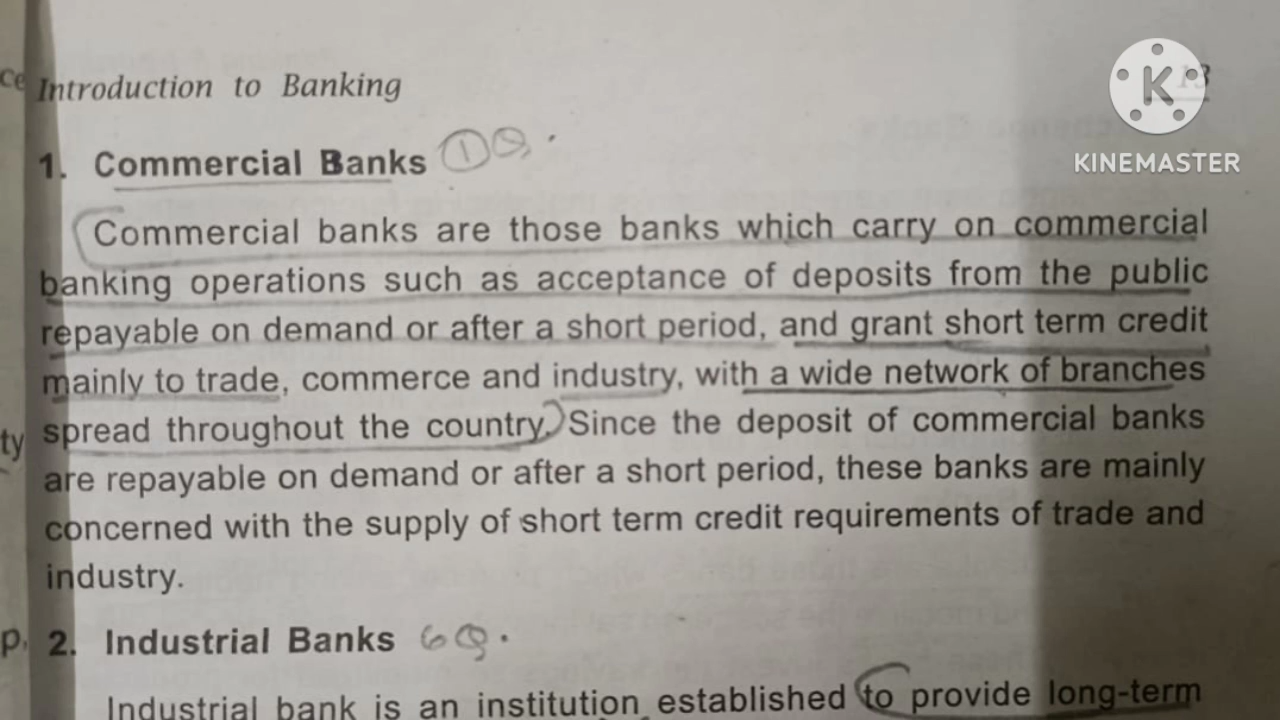 ce Introduction to Banking 13
K
KINEMASTER
1. Commercial Banks ① Q.
Commercial banks are those banks which carry on commercial
banking operations such as acceptance of deposits from the public
repayable on demand or after a short period, and grant short term credit
mainly to trade, commerce and industry, with a wide network of branches
ty spread throughout the country. Since the deposit of commercial banks
are repayable on demand or after a short period, these banks are mainly
concerned with the supply of short term credit requirements of trade and
industry.
p. 2. Industrial Banks 6Q.
Industrial bank is an institution established to provide long-term